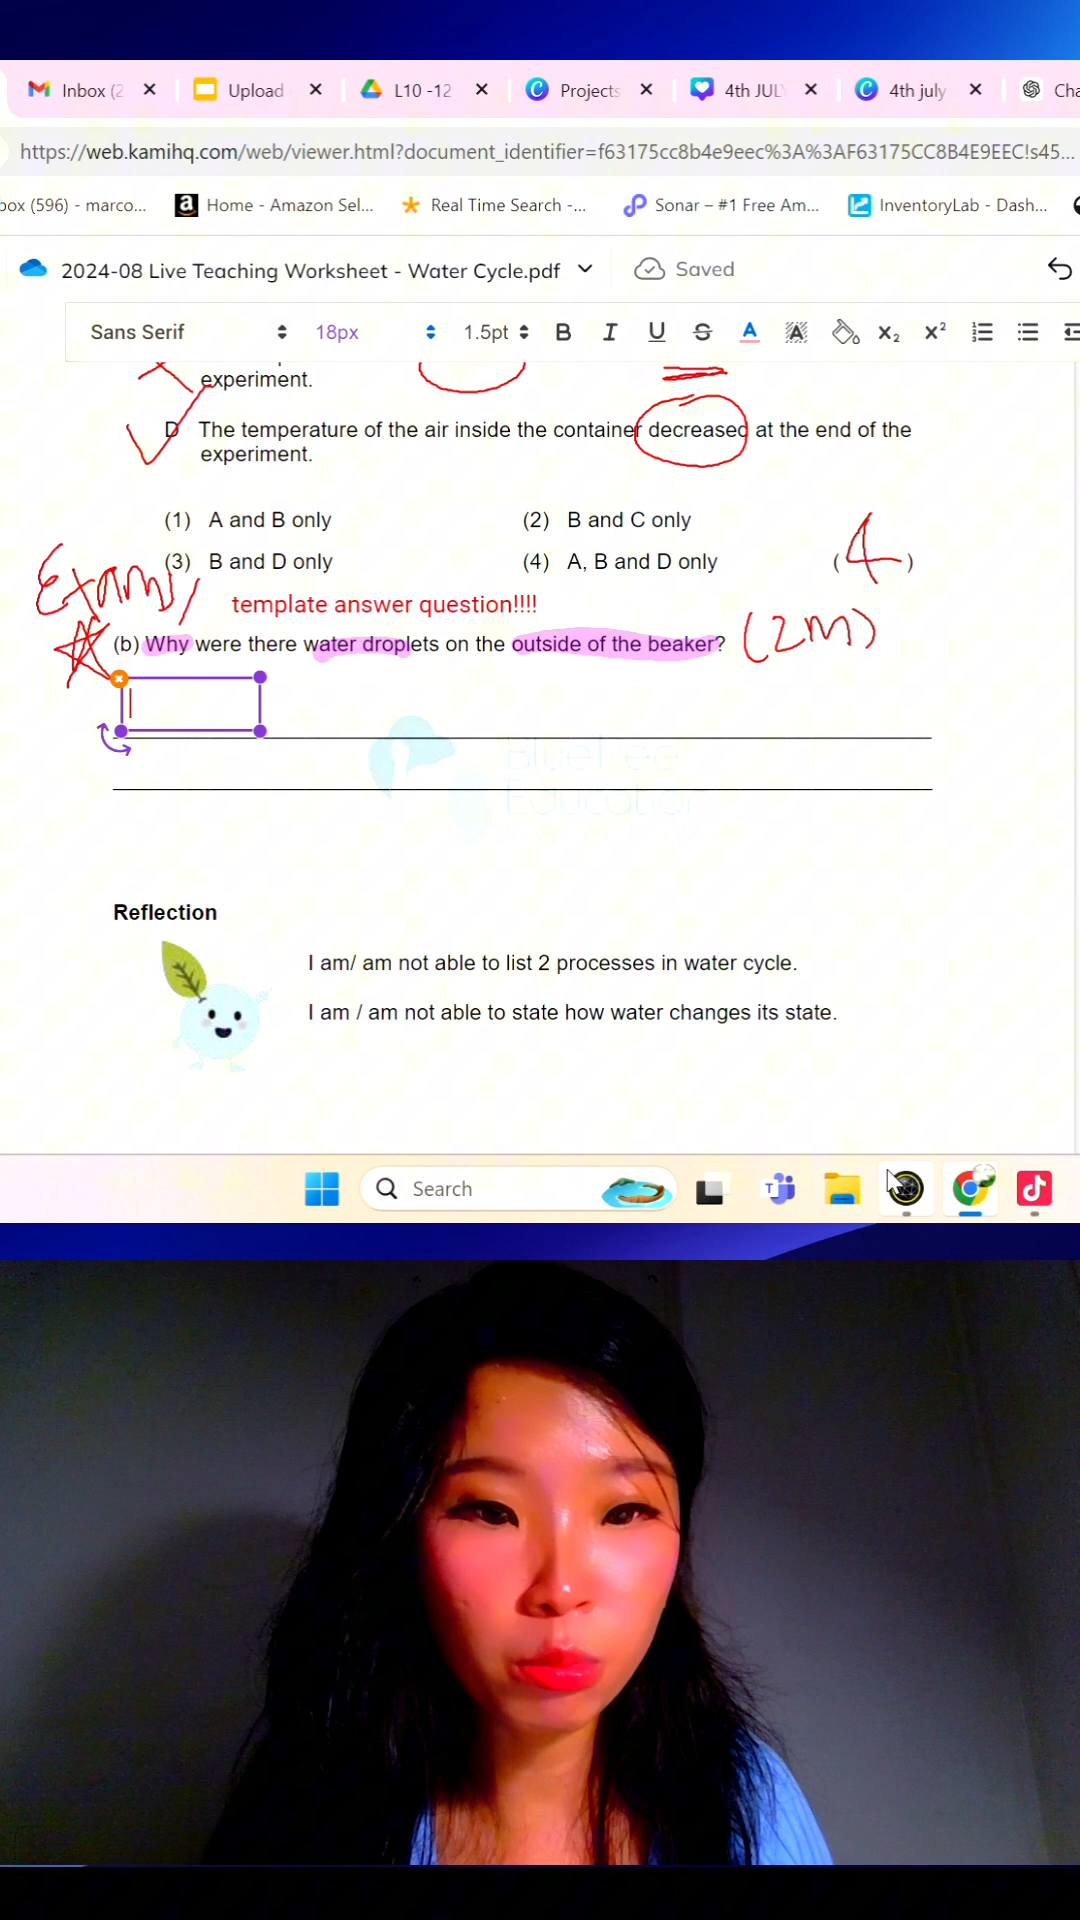 Inbox (2
Upload
L10 -12
Projects
4th JUL
4th july
Cha
https://web.kamihq.com/web/viewer.html?document_identifier=f63175cc8b4e9eec%3A%3AF63175CC8B4E9EEC!s45...
box (596) - marco...
Home - Amazon Sel...
Real Time Search -...
Sonar – #1 Free Am...
InventoryLab - Dash...
2024-08 Live Teaching Worksheet - Water Cycle.pdf
Saved
Sans Serif
18px
1.5pt
experiment.
D The temperature of the air inside the container decreased at the end of the
experiment.
(1) A and B only
(2) B and C only
(3) B and D only
(4) A, B and D only
(4)
Exam
template answer question!!!!
(b) Why were there water droplets on the outside of the beaker?
(2M)
BlueTree
Education
Reflection
I am/ am not able to list 2 processes in water cycle.
I am / am not able to state how water changes its state.
Search